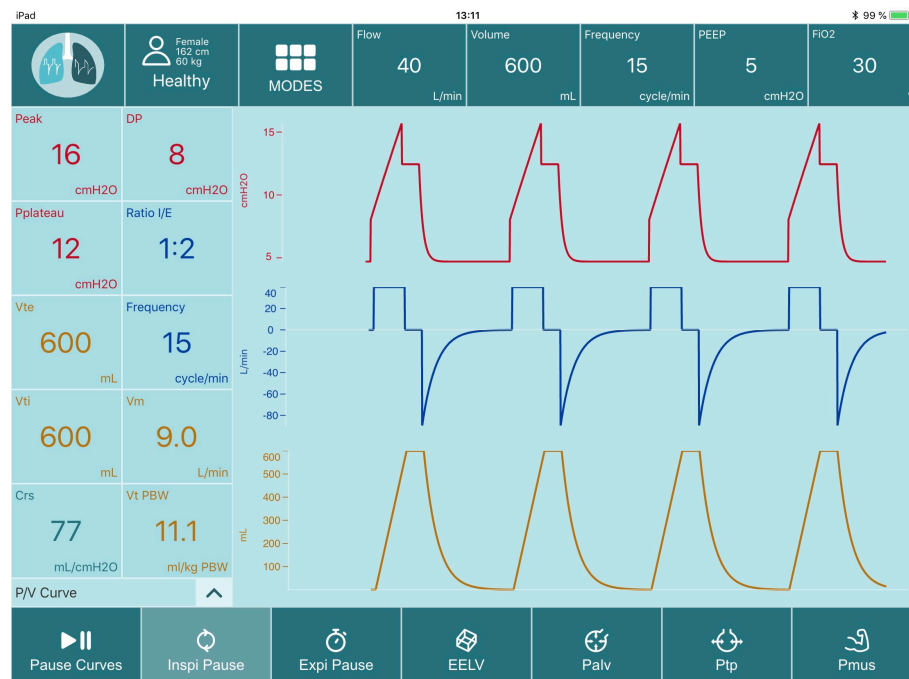 iPad 13:11 99 %
Female
162 cm
60 kg
Healthy
MODES
Flow
40
L/min
Volume
600
mL
Frequency
15
cycle/min
PEEP
5
cmH2O
FiO2
30
Peak
16
cmH2O
DP
8
cmH2O
Pplateau
12
cmH2O
Ratio I/E
1:2
Vte
600
mL
Frequency
15
cycle/min
Vti
600
mL
Vm
9.0
L/min
Crs
77
mL/cmH2O
Vt PBW
11.1
ml/kg PBW
P/V Curve
cmH2O
15
10
5
L/min
40
20
0
-20
-40
-60
-80
mL
600
500
400
300
200
100
Pause Curves
Inspi Pause
Expi Pause
EELV
Palv
Ptp
Pmus